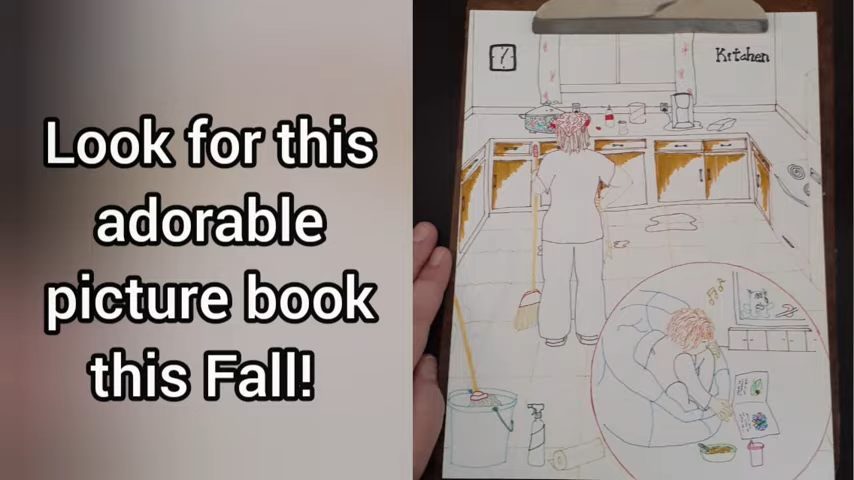 Look for this
adorable
picture book
this Fall!
Kitchen